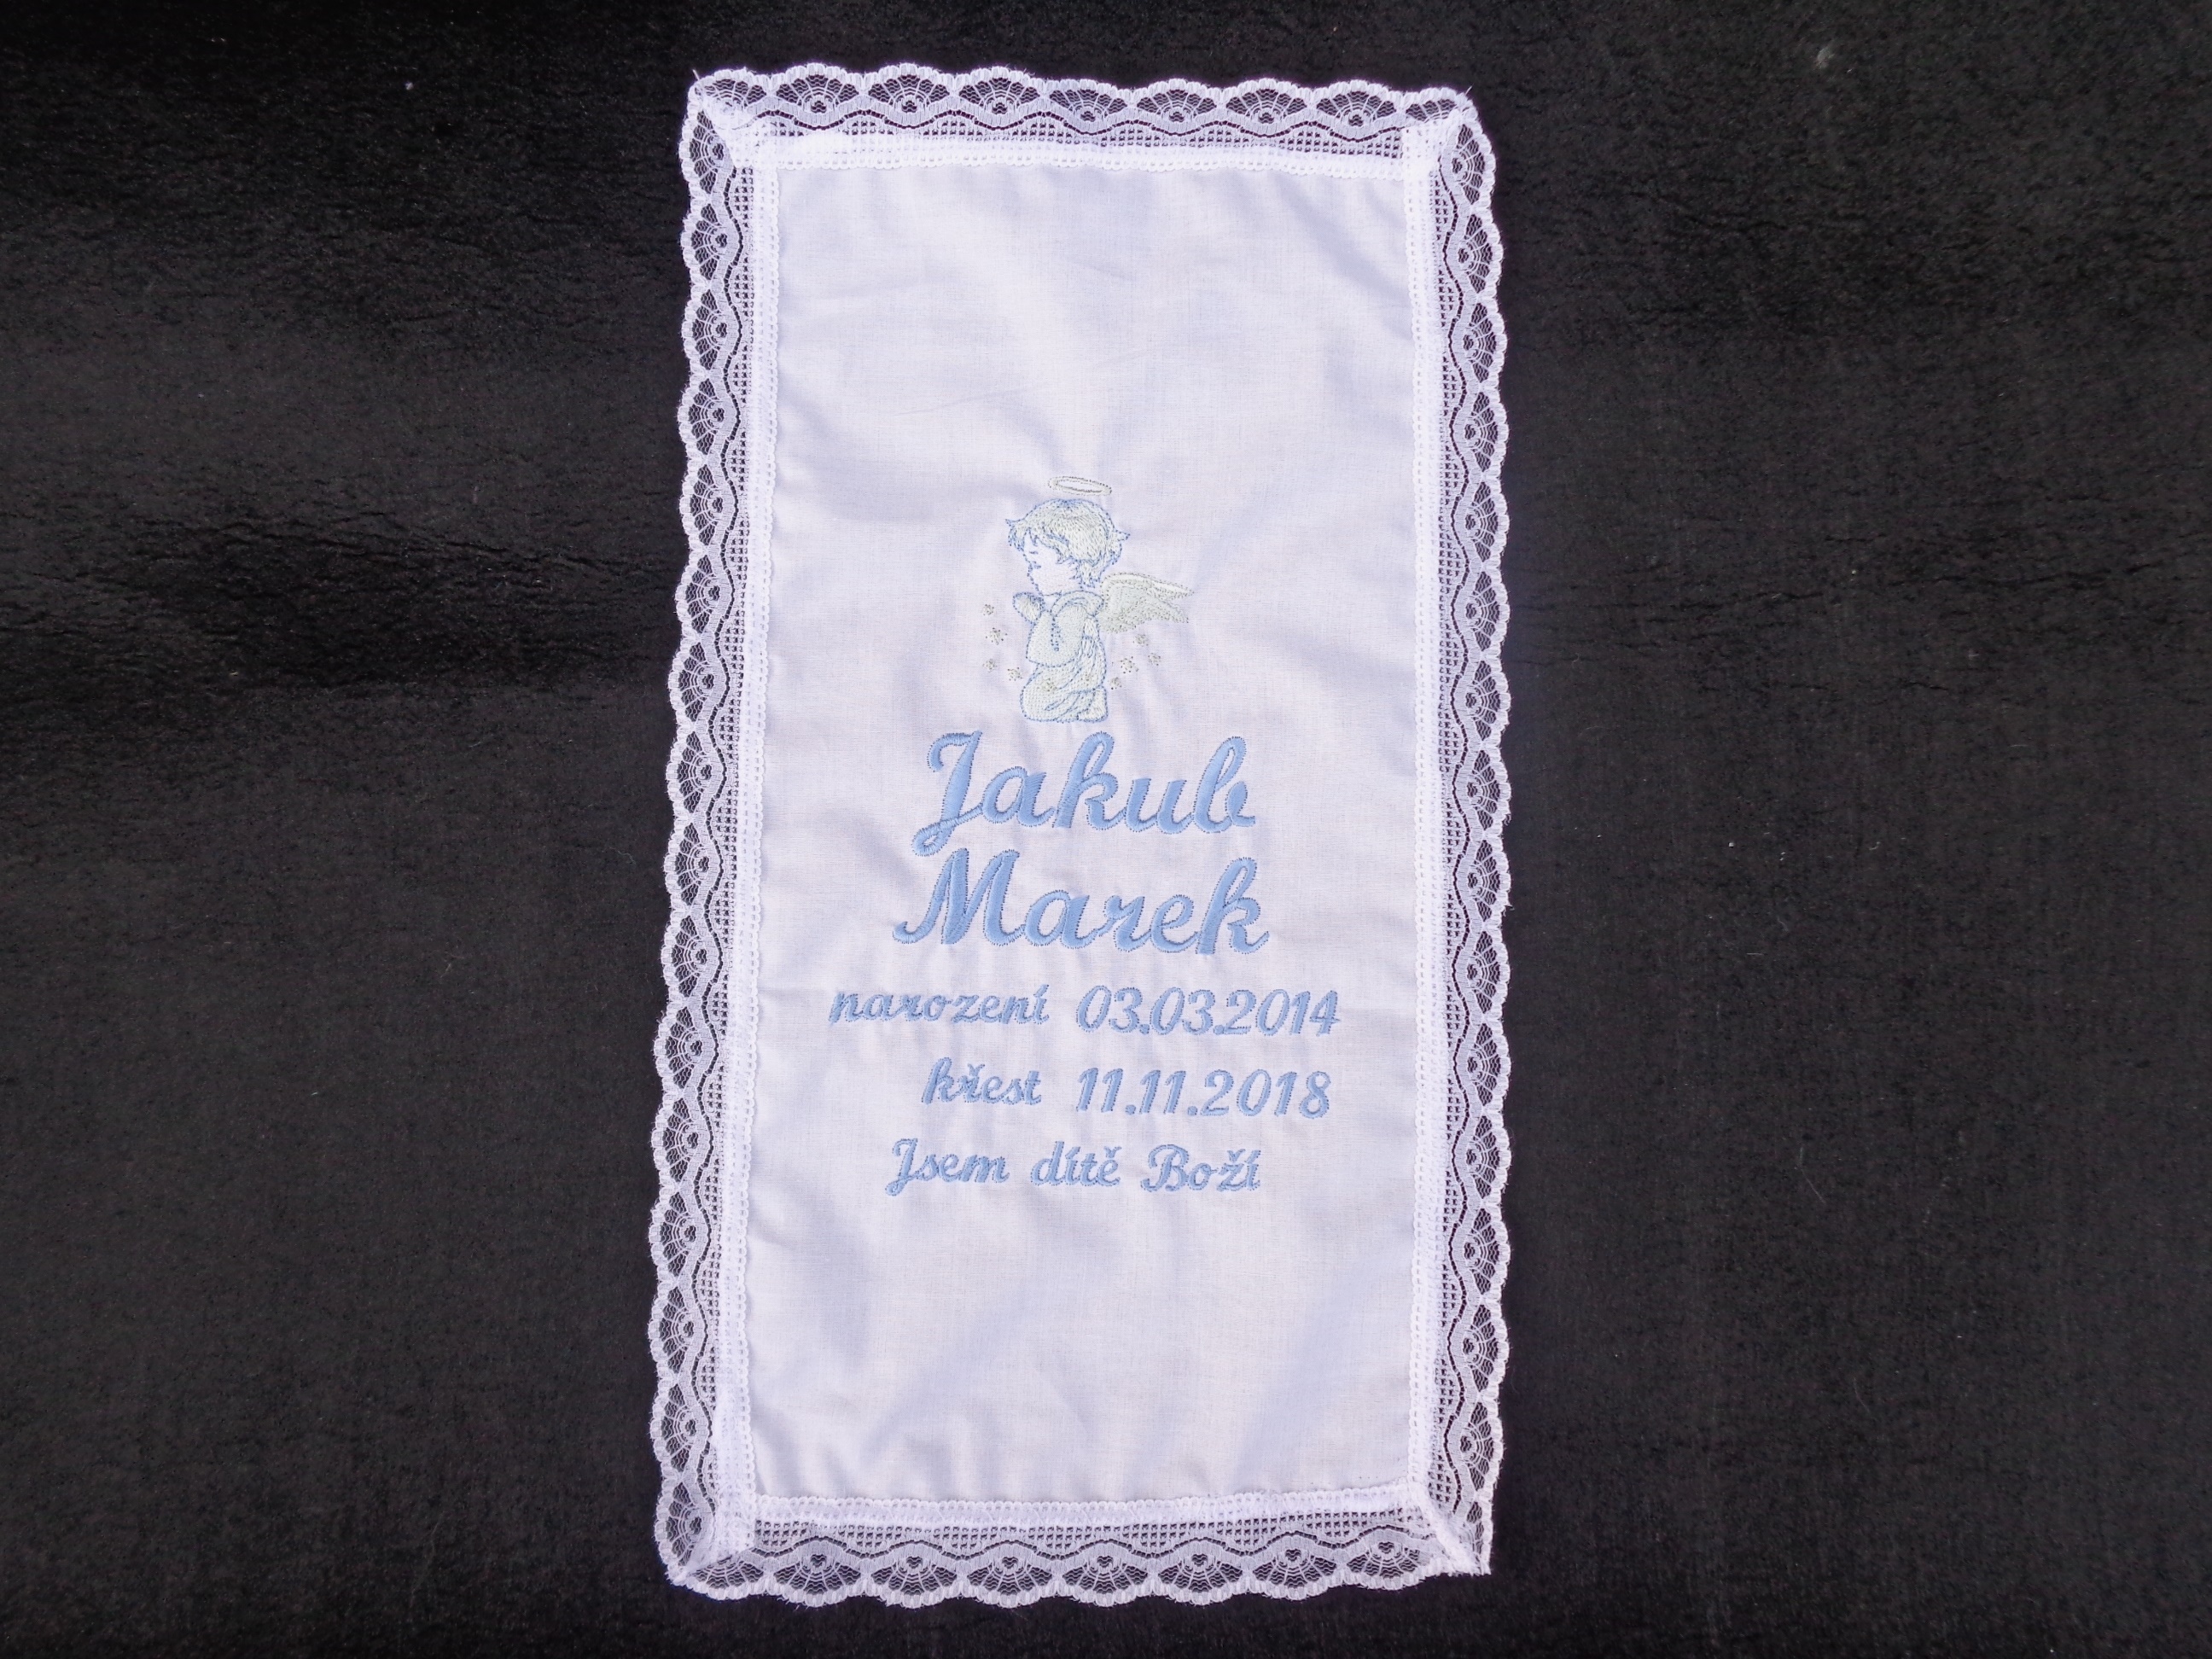 Jakub
Marek
narození 03.03.2014
křest 11.11.2018
Jsem dítě Boží